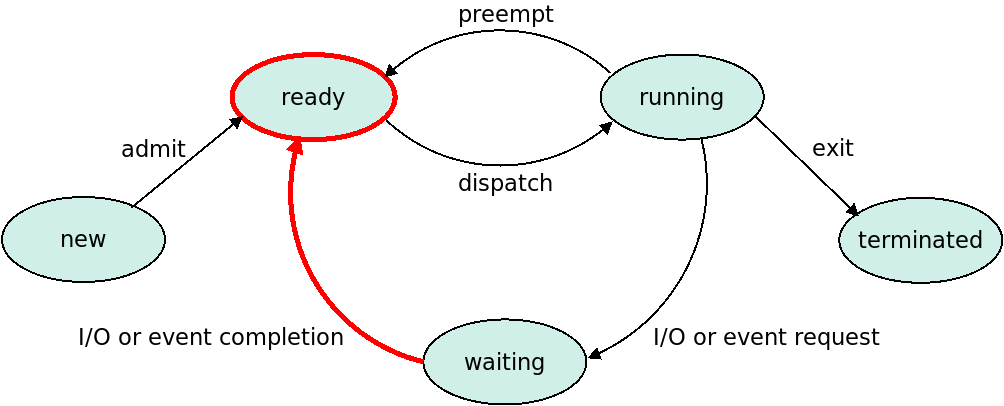 preempt
ready
running
admit
exit
dispatch
new
terminated
I/O or event completion
I/O or event request
waiting